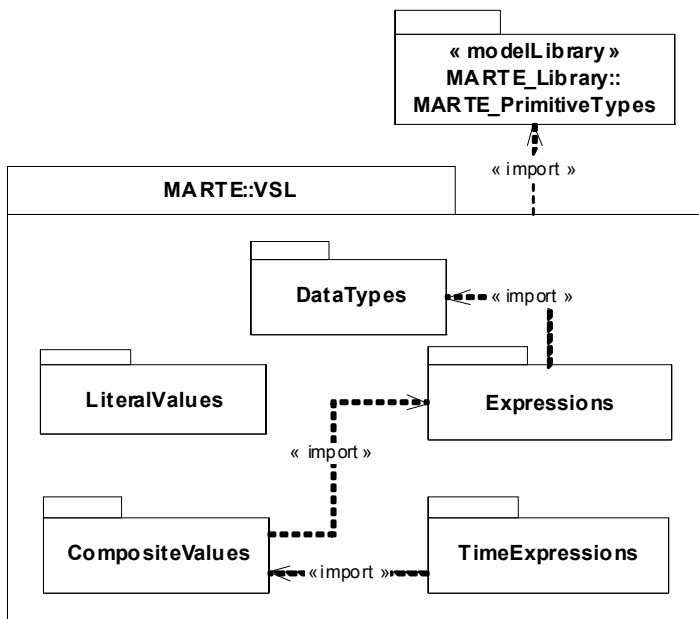 « modelLibrary »
MARTE_Library::
MARTE_PrimitiveTypes
« import »
MARTE::VSL
DataTypes
« import »
LiteralValues
Expressions
« import »
CompositeValues
« import »
TimeExpressions